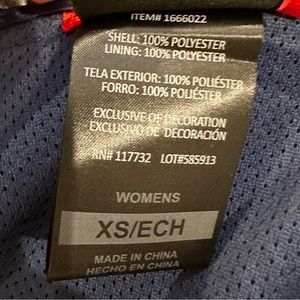 ITEM# 1666022
SHELL: 100% POLYESTER
LINING: 100% POLYESTER
TELA EXTERIOR: 100% POLIÉSTER
FORRO: 100% POLIÉSTER
EXCLUSIVE OF DECORATION
EXCLUSIVO DE DECORACIÓN
RN# 117732 LOT#585913
WOMENS
XS/ECH
MADE IN CHINA
HECHO EN CHINA